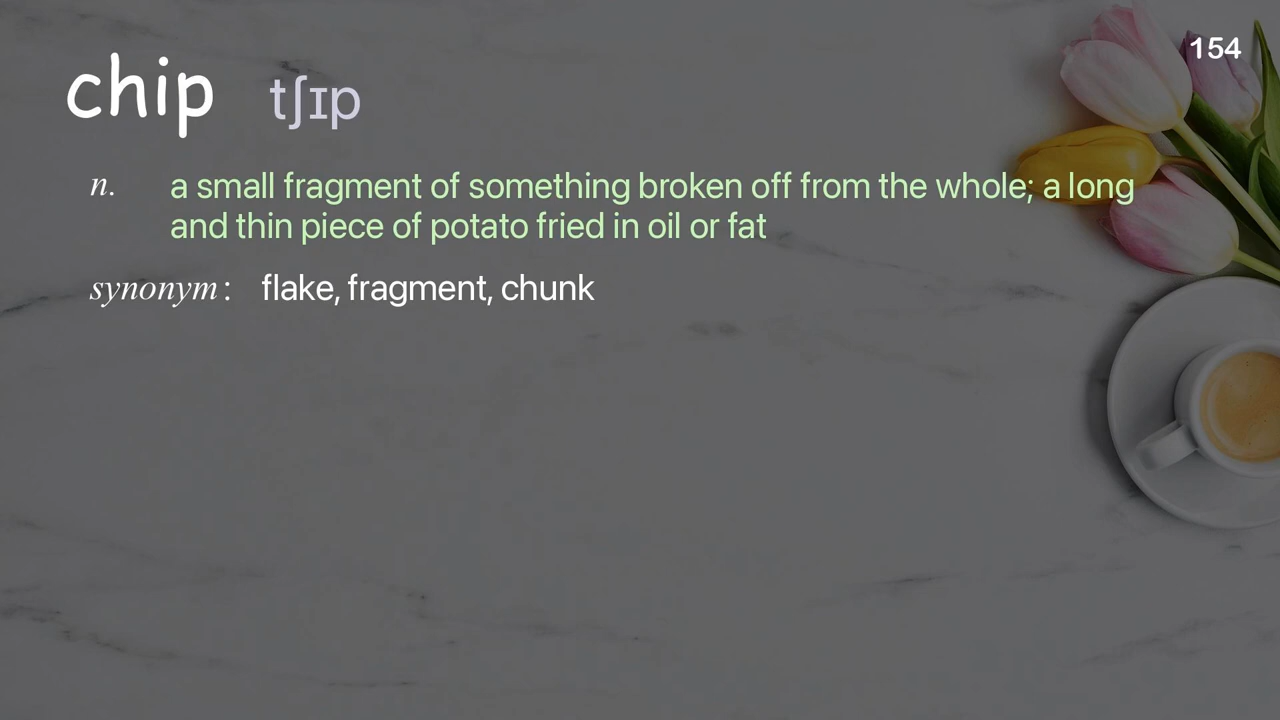 154
chip tʃɪp
n. a small fragment of something broken off from the whole; a long
and thin piece of potato fried in oil or fat
synonym: flake, fragment, chunk